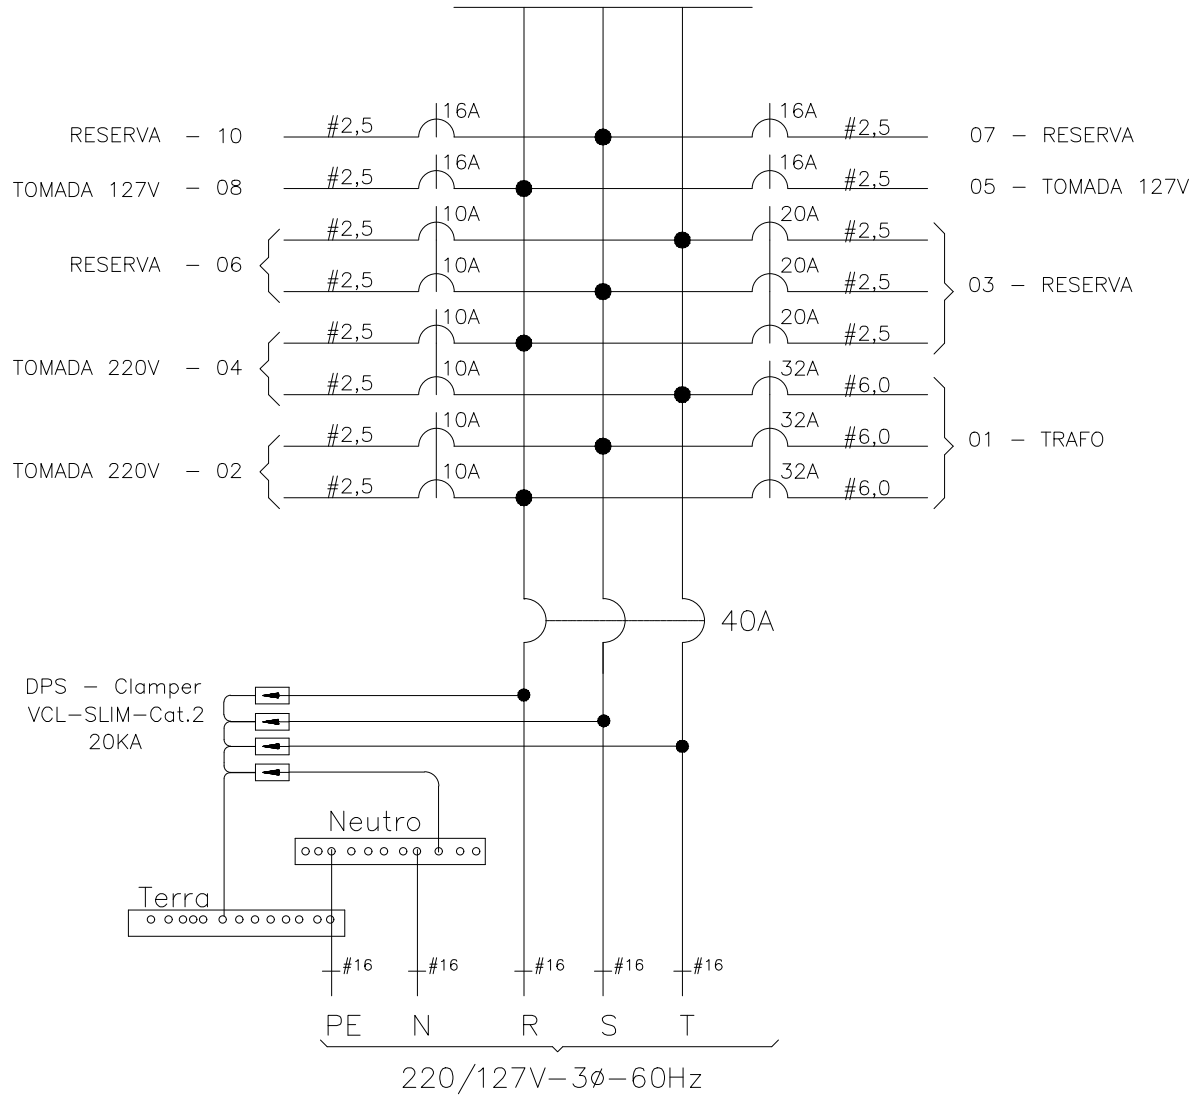 RESERVA - 10 #2,5 16A 16A #2,5 07 - RESERVA
TOMADA 127V - 08 #2,5 16A 16A #2,5 05 - TOMADA 127V
#2,5 10A 20A #2,5
RESERVA - 06
#2,5 10A 20A #2,5
03 - RESERVA
#2,5 10A 20A #2,5
TOMADA 220V - 04
#2,5 10A 32A #6,0
#2,5 10A 32A #6,0
01 - TRAFO
TOMADA 220V - 02
#2,5 10A 32A #6,0
40A
DPS - Clamper
VCL-SLIM-Cat.2
20KA
Neutro
Terra
#16 #16 #16 #16 #16
PE N R S T
220/127V-3ø-60Hz